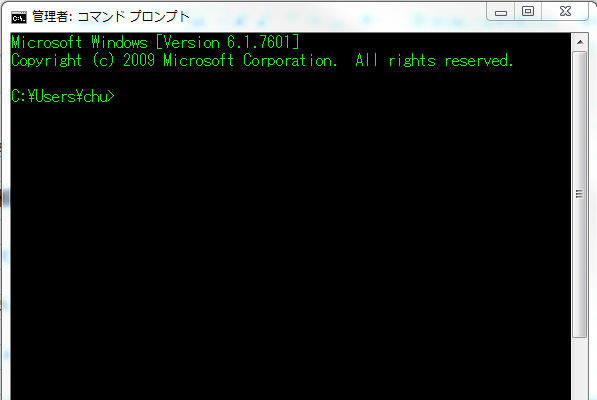 管理者: コマンド プロンプト
Microsoft Windows [Version 6.1.7601]
Copyright (c) 2009 Microsoft Corporation.  All rights reserved.
C:¥Users¥chu>